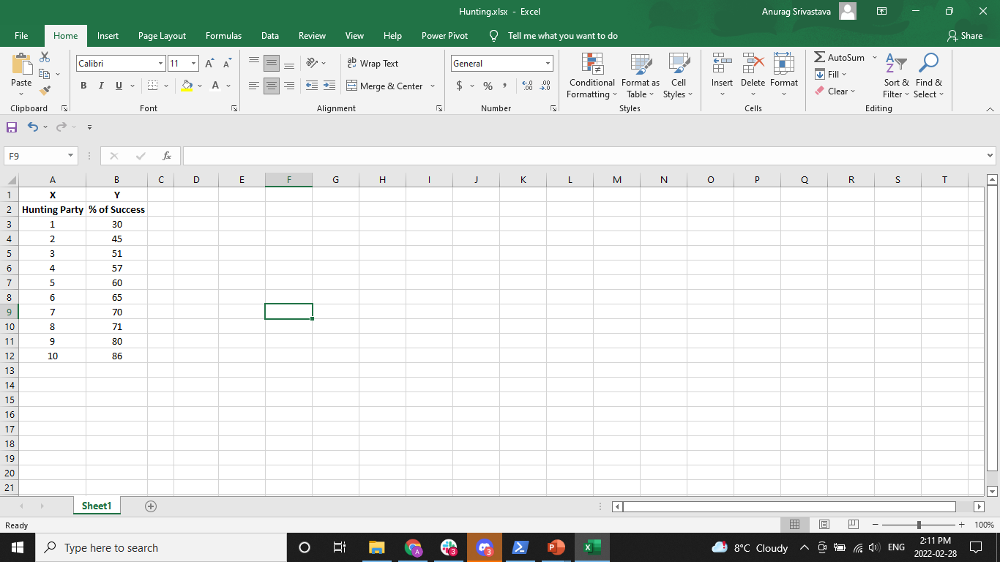 Hunting.xlsx - Excel
Anurag Srivastava
File Home Insert Page Layout Formulas Data Review View Help Power Pivot Tell me what you want to do Share
Paste
Clipboard
Calibri 11
B I U A
Font
Wrap Text
Merge & Center
Alignment
General
$ % ,
Number
Conditional Formatting
Format as Table
Cell Styles
Styles
Insert Delete Format
Cells
AutoSum
Fill
Clear
Sort & Filter
Find & Select
Editing
F9 fx
A B C D E F G H I J K L M N O P Q R S T
1 X Y
2 Hunting Party % of Success
3 1 30
4 2 45
5 3 51
6 4 57
7 5 60
8 6 65
9 7 70
10 8 71
11 9 80
12 10 86
13
14
15
16
17
18
19
20
21
Sheet1
Ready 100%
Type here to search
8°C Cloudy ENG 2:11 PM
2022-02-28